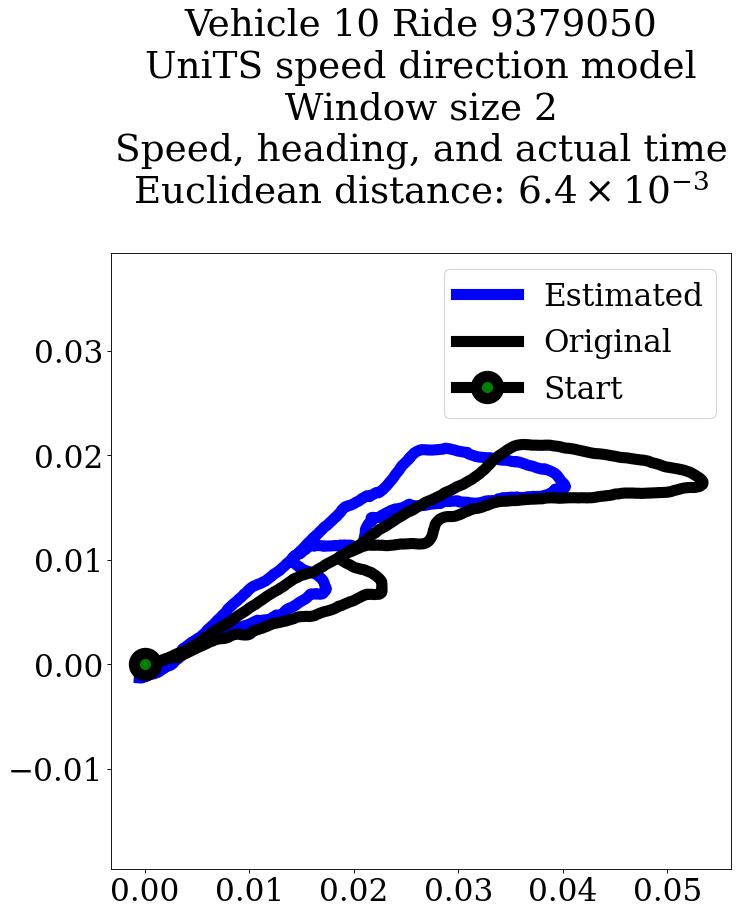 Vehicle 10 Ride 9379050
UniTS speed direction model
Window size 2
Speed, heading, and actual time
Euclidean distance: 6.4 × 10⁻³
Estimated
Original
Start
0.03
0.02
0.01
0.00
−0.01
0.00 0.01 0.02 0.03 0.04 0.05